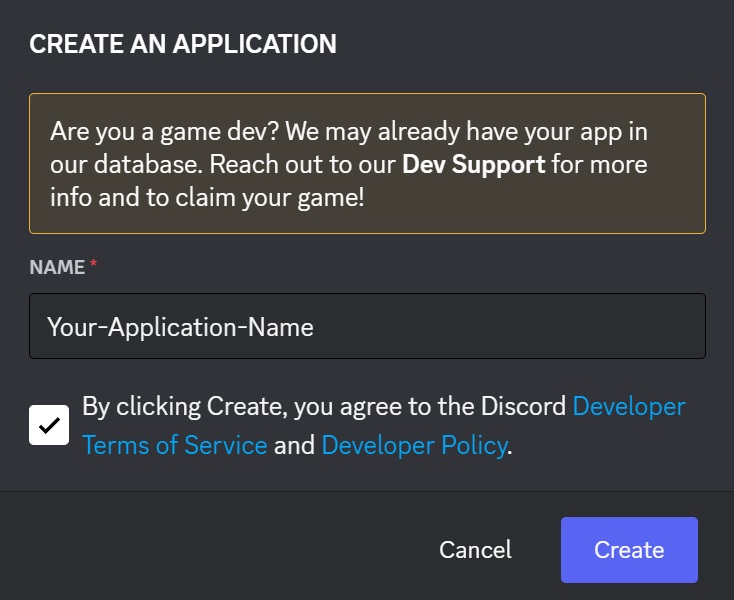 CREATE AN APPLICATION
Are you a game dev? We may already have your app in
our database. Reach out to our Dev Support for more
info and to claim your game!
NAME *
Your-Application-Name
By clicking Create, you agree to the Discord Developer
Terms of Service and Developer Policy.
Cancel
Create